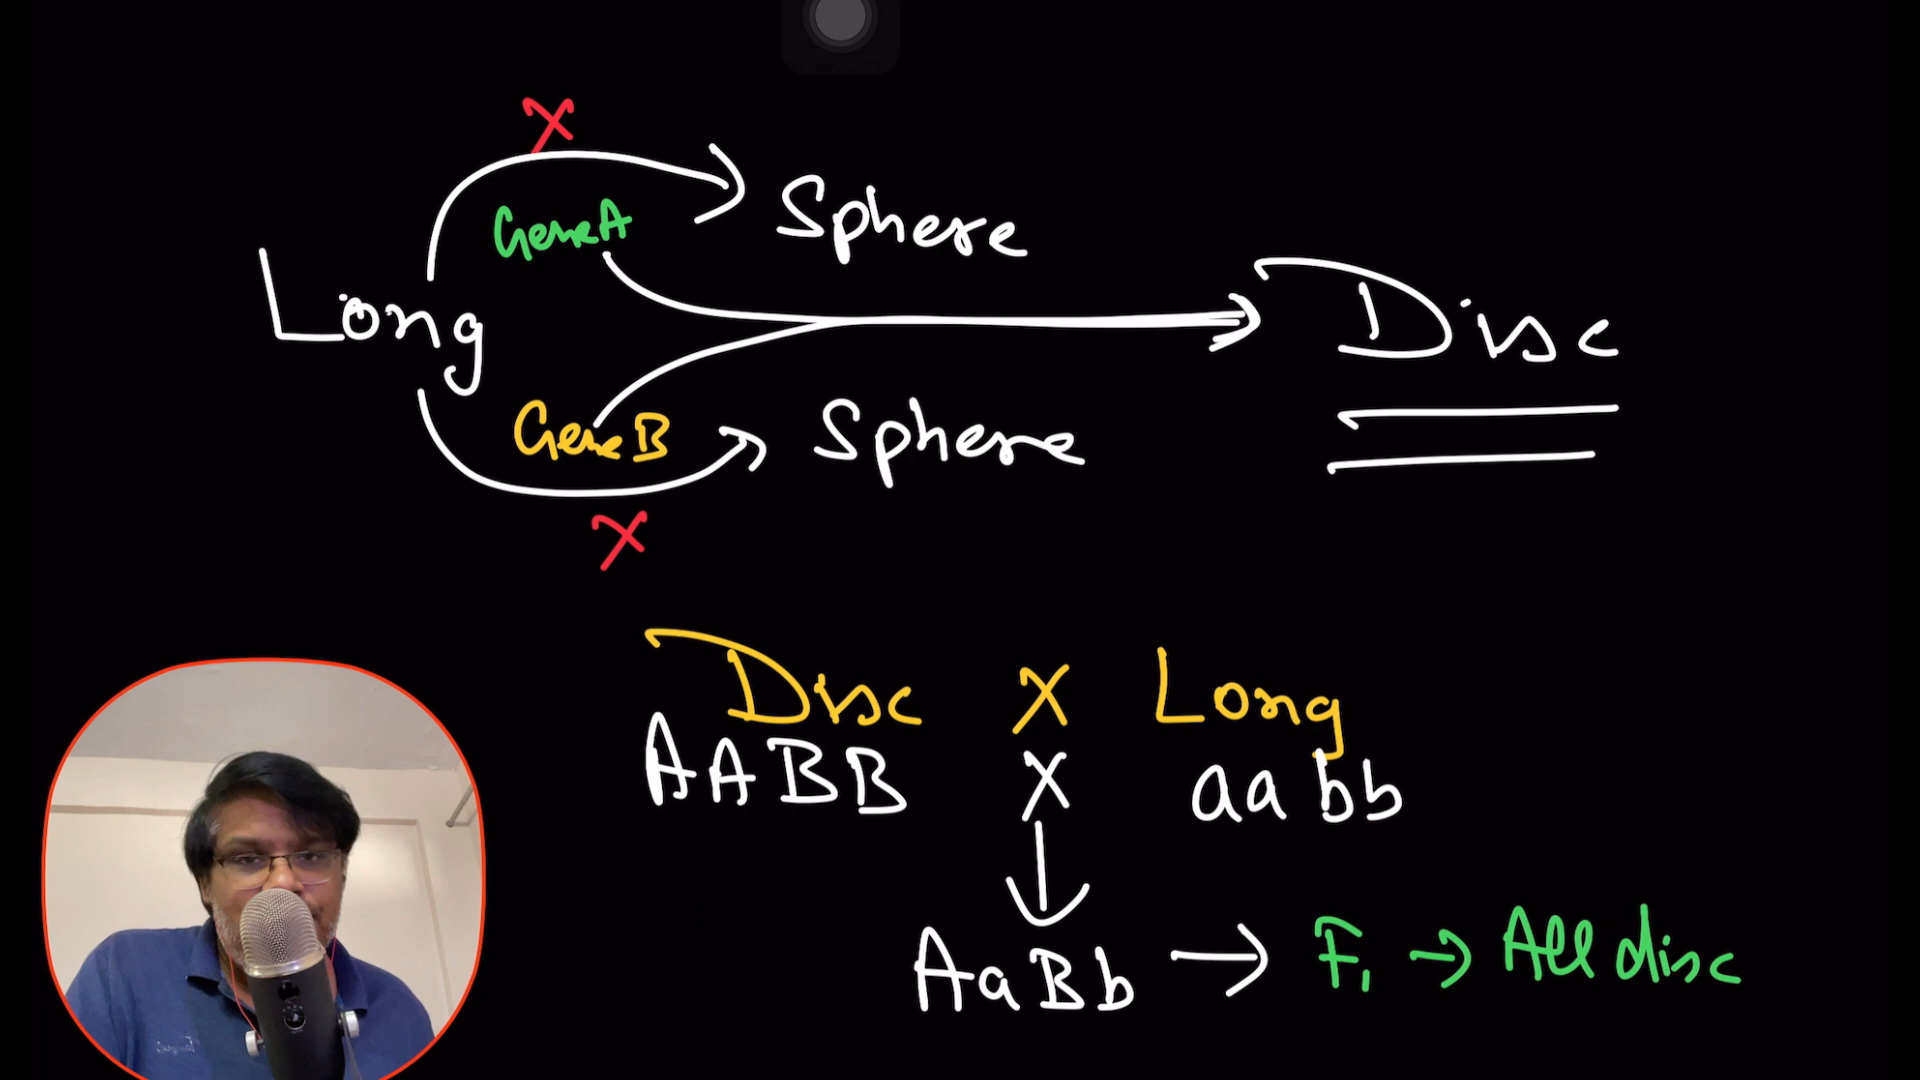 X
Gene A
Sphere
Long
Disc
Gene B
Sphere
X
Disc X Long
AABB X aabb
AaBb → F₁ → All disc